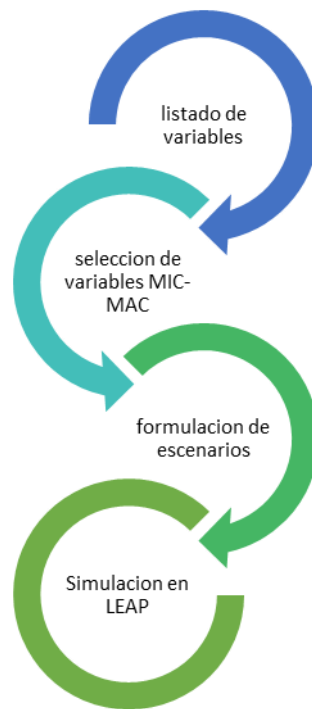 listado de
variables
seleccion de
variables MIC-
MAC
formulacion de
escenarios
Simulacion en
LEAP